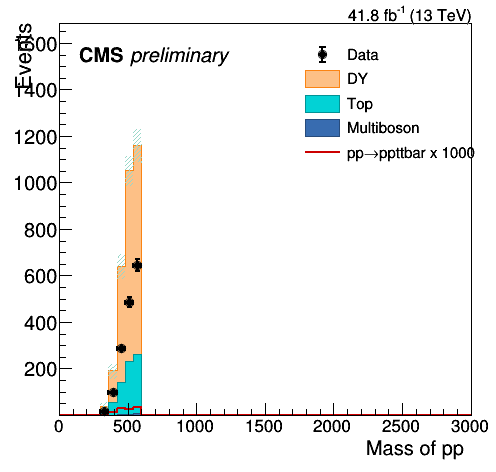 41.8 fb⁻¹ (13 TeV)
Events
CMS preliminary
Data
DY
Top
Multiboson
pp→ppttbar x 1000
1600
1400
1200
1000
800
600
400
200
0 500 1000 1500 2000 2500 3000
Mass of pp